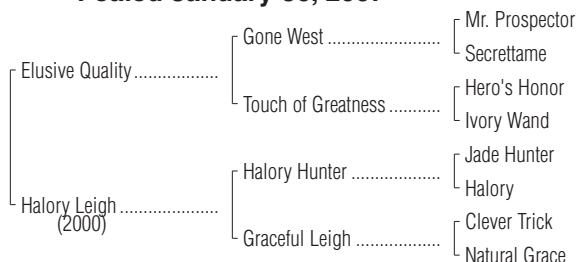 Foaled January 30, 2007
Mr. Prospector
Gone West ........................
Secrettame
Elusive Quality ..................
Hero's Honor
Touch of Greatness ...........
Ivory Wand
Jade Hunter
Halory Hunter ...................
Halory
Halory Leigh .....................
(2000)
Clever Trick
Graceful Leigh ..................
Natural Grace